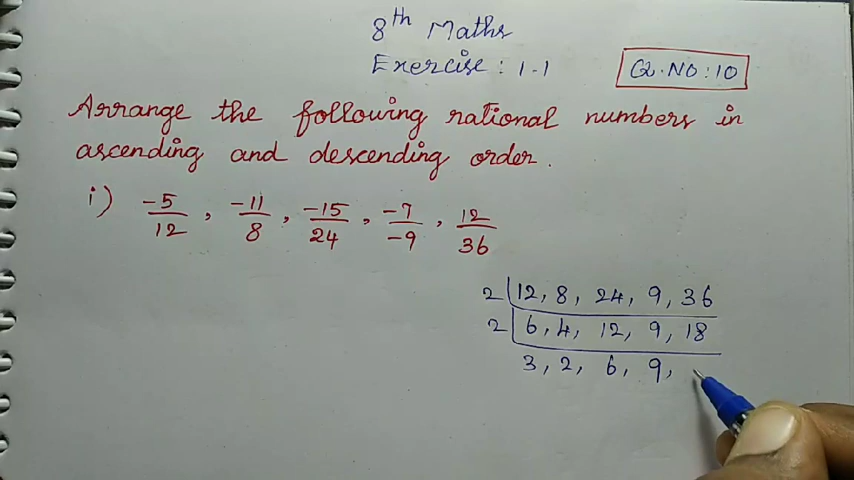 8th Maths
Exercise : 1.1
Q.NO:10
Arrange the following rational numbers in
ascending and descending order.
i) -5/12, -11/8, -15/24, -7/-9, 12/36
2 | 12, 8, 24, 9, 36
2 | 6, 4, 12, 9, 18
3, 2, 6, 9,